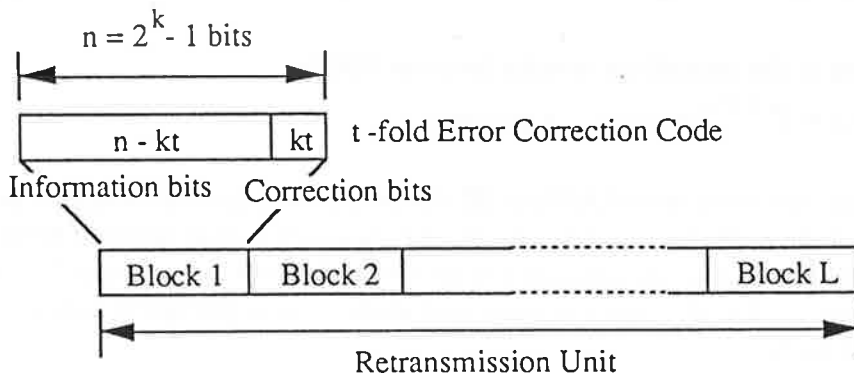 n = 2^k - 1 bits
n - kt kt t -fold Error Correction Code
Information bits Correction bits
Block 1 Block 2 Block L
Retransmission Unit